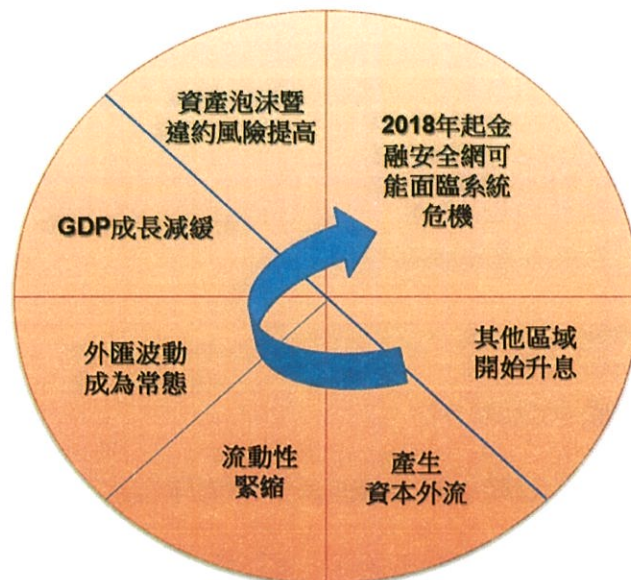 資產泡沫暨
違約風險提高
2018年起金
融安全網可
能面臨系統
危機
GDP成長減緩
其他區域
開始升息
外匯波動
成為常態
流動性
緊縮
產生
資本外流